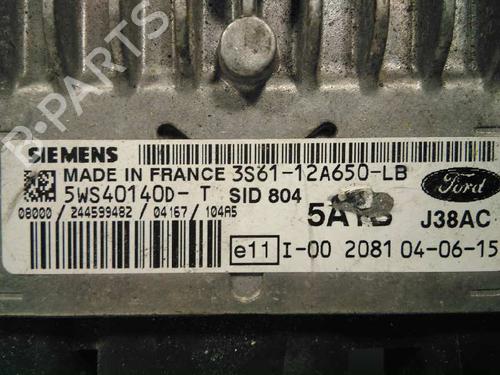 B-PARTS
SIEMENS MADE IN FRANCE 3S61-12A650-LB
5WS40140D-T SID 804
08000 / 244599482 / 04167 / 104A5
J38AC
Ford
e11 I-00 2081 04-06-15